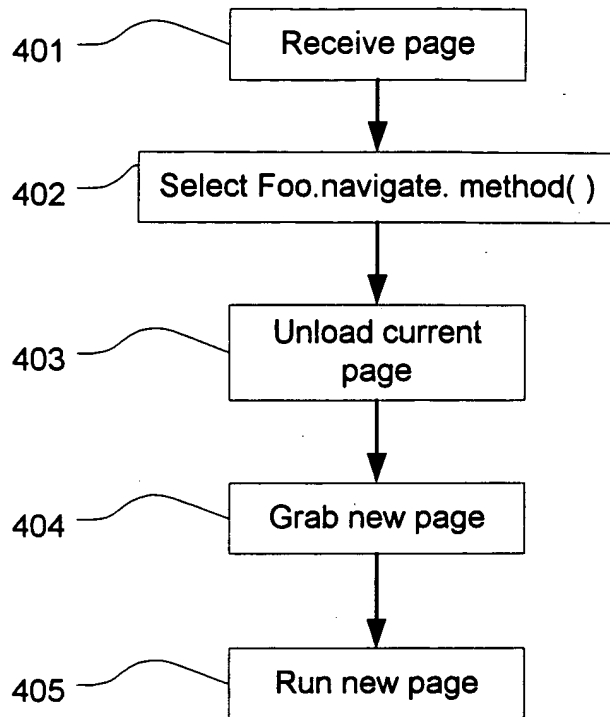 401
Receive page
402
Select Foo.navigate. method( )
403
Unload current
page
404
Grab new page
405
Run new page